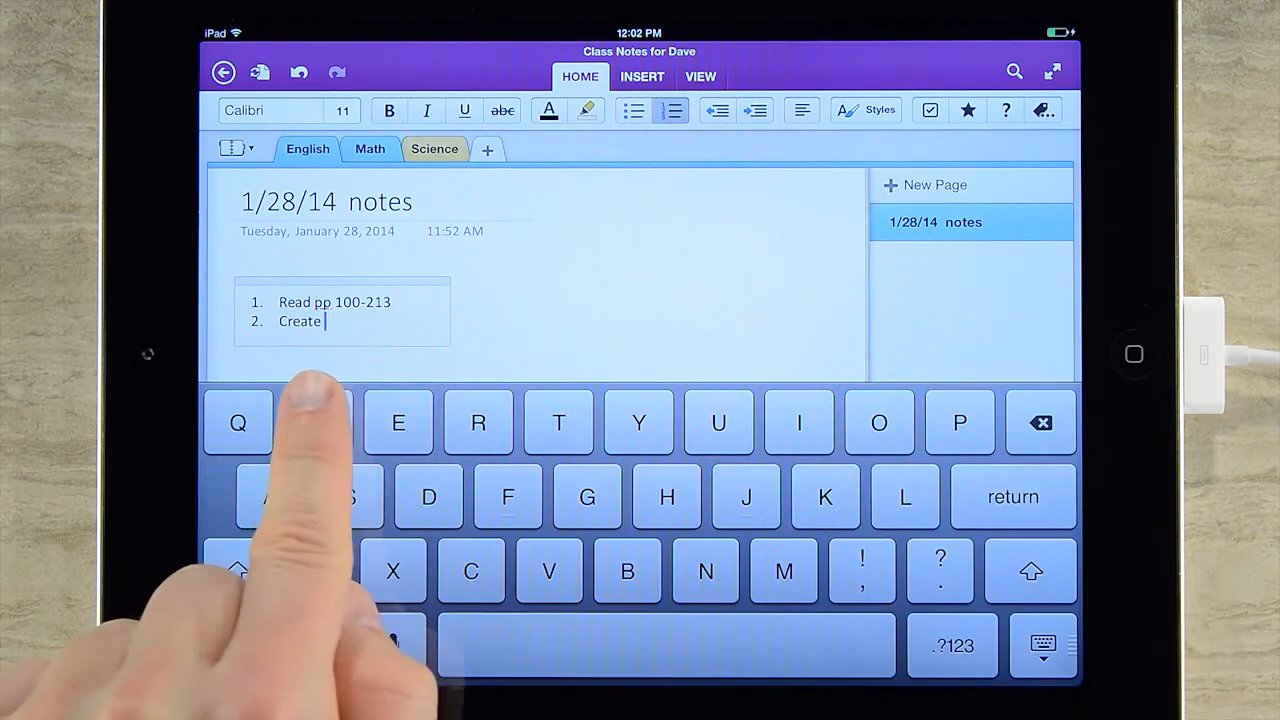 iPad 12:02 PM
Class Notes for Dave
HOME INSERT VIEW
Calibri 11 B I U abc A Styles ?
English Math Science +
1/28/14 notes
Tuesday, January 28, 2014 11:52 AM
1. Read pp 100-213
2. Create
+ New Page
1/28/14 notes
Q E R T Y U I O P
S D F G H J K L return
X C V B N M ! , ? .
.?123